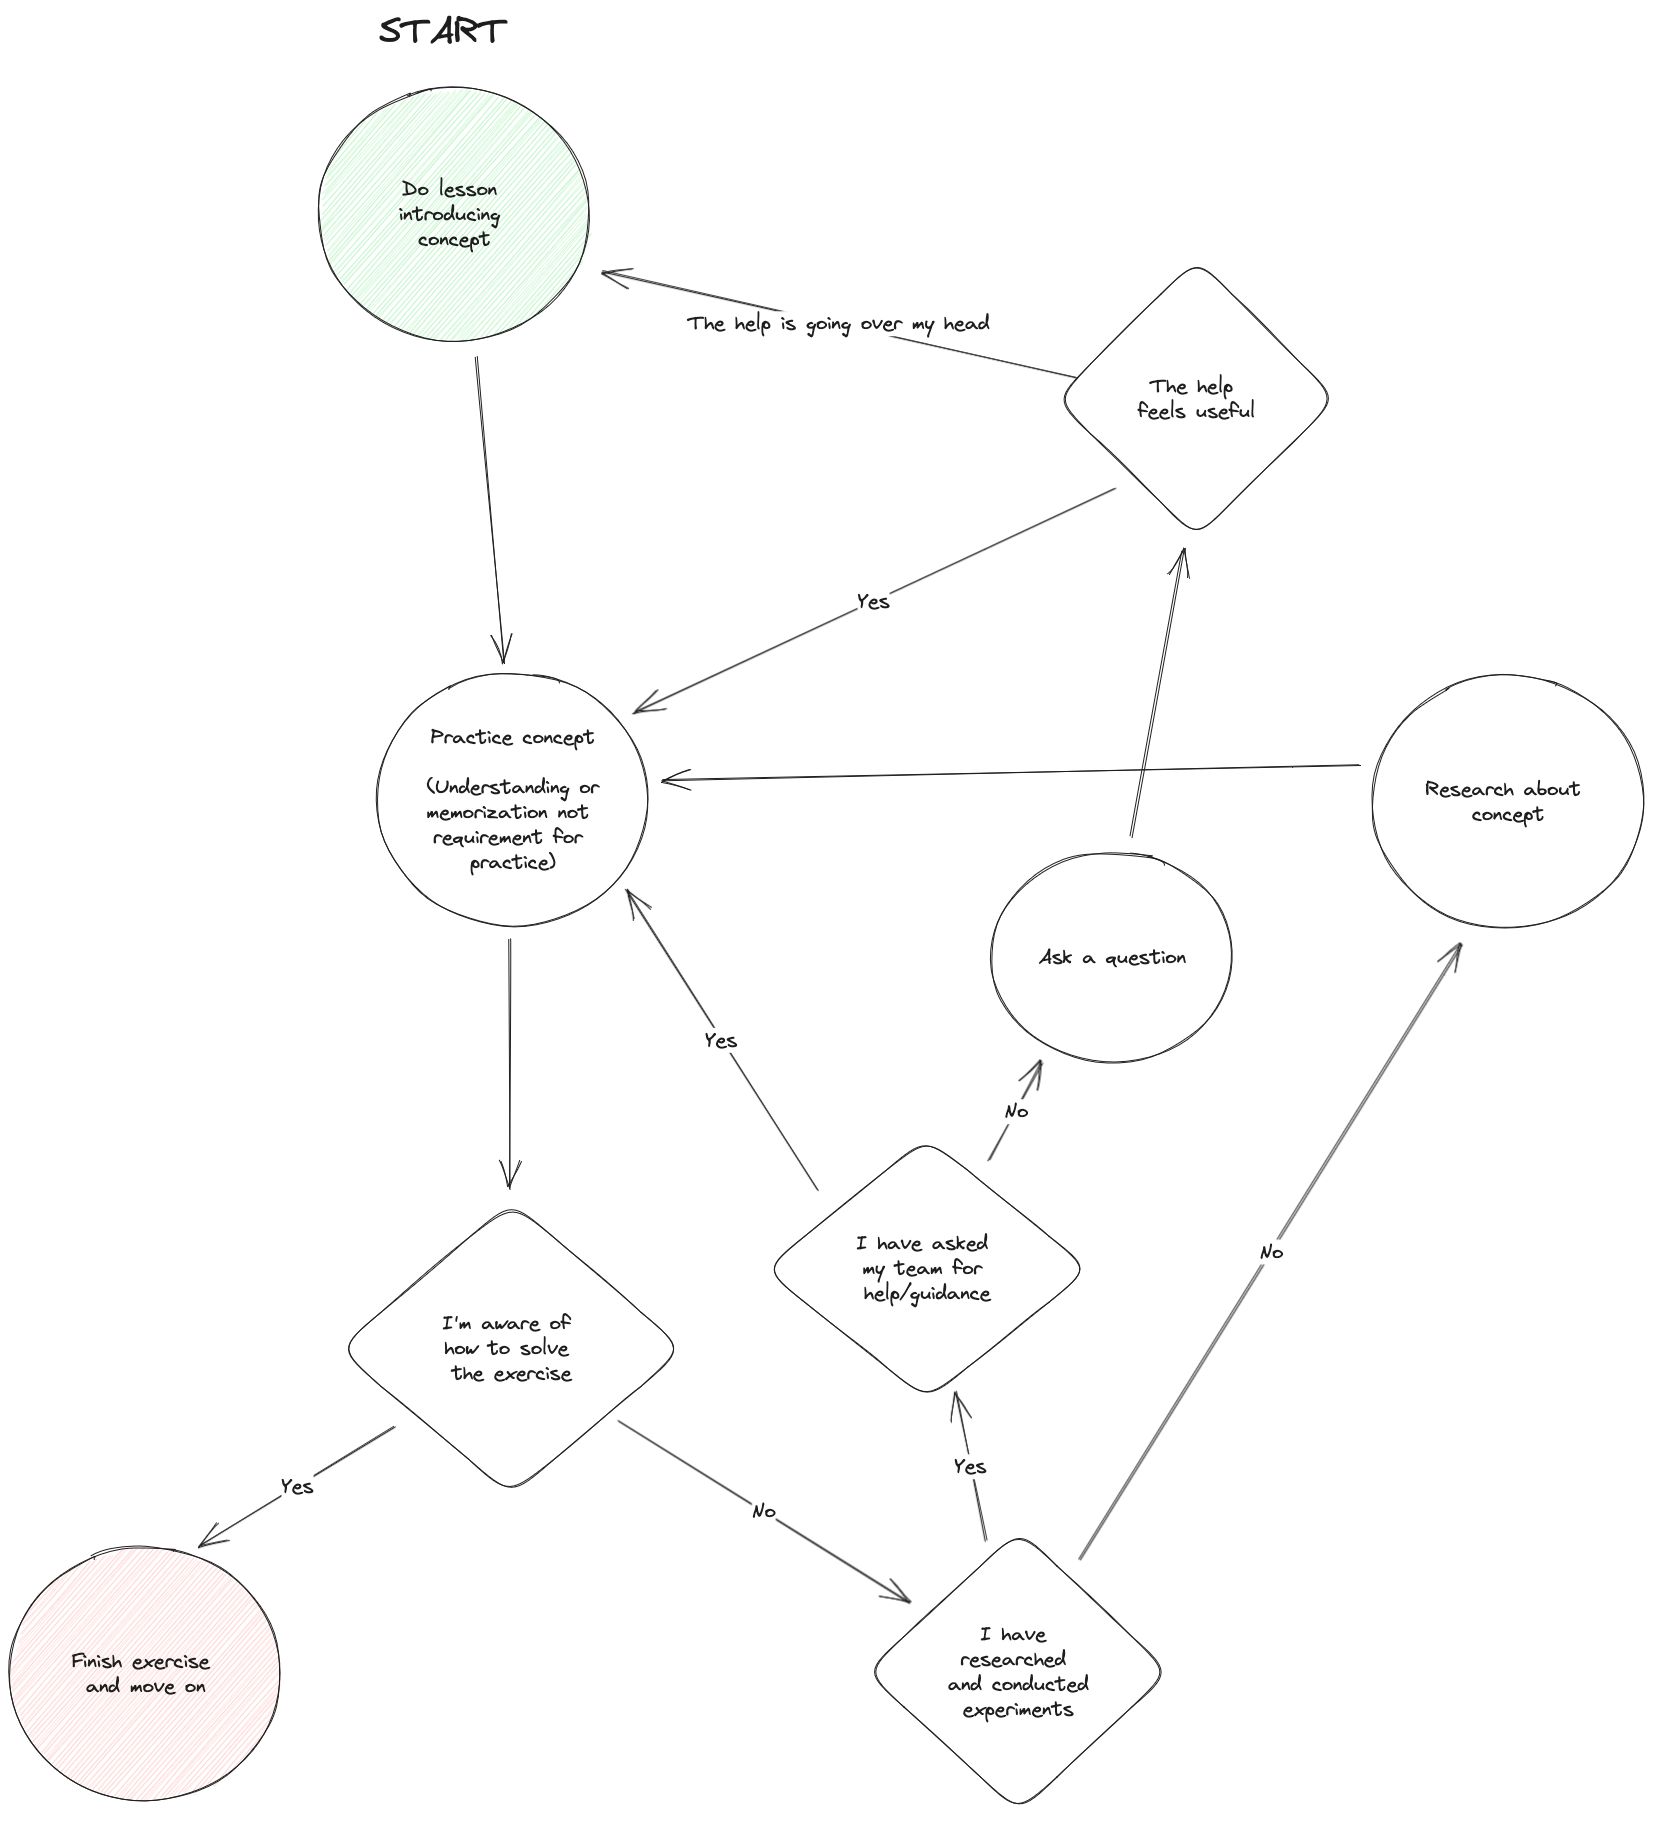 START
Do lesson
introducing
concept
The help is going over my head
The help
feels useful
Yes
Practice concept
(Understanding or
memorization not
requirement for
practice)
Research about
concept
Ask a question
Yes
No
I have asked
my team for
help/guidance
No
I'm aware of
how to solve
the exercise
Yes
Yes
No
Finish exercise
and move on
I have
researched
and conducted
experiments